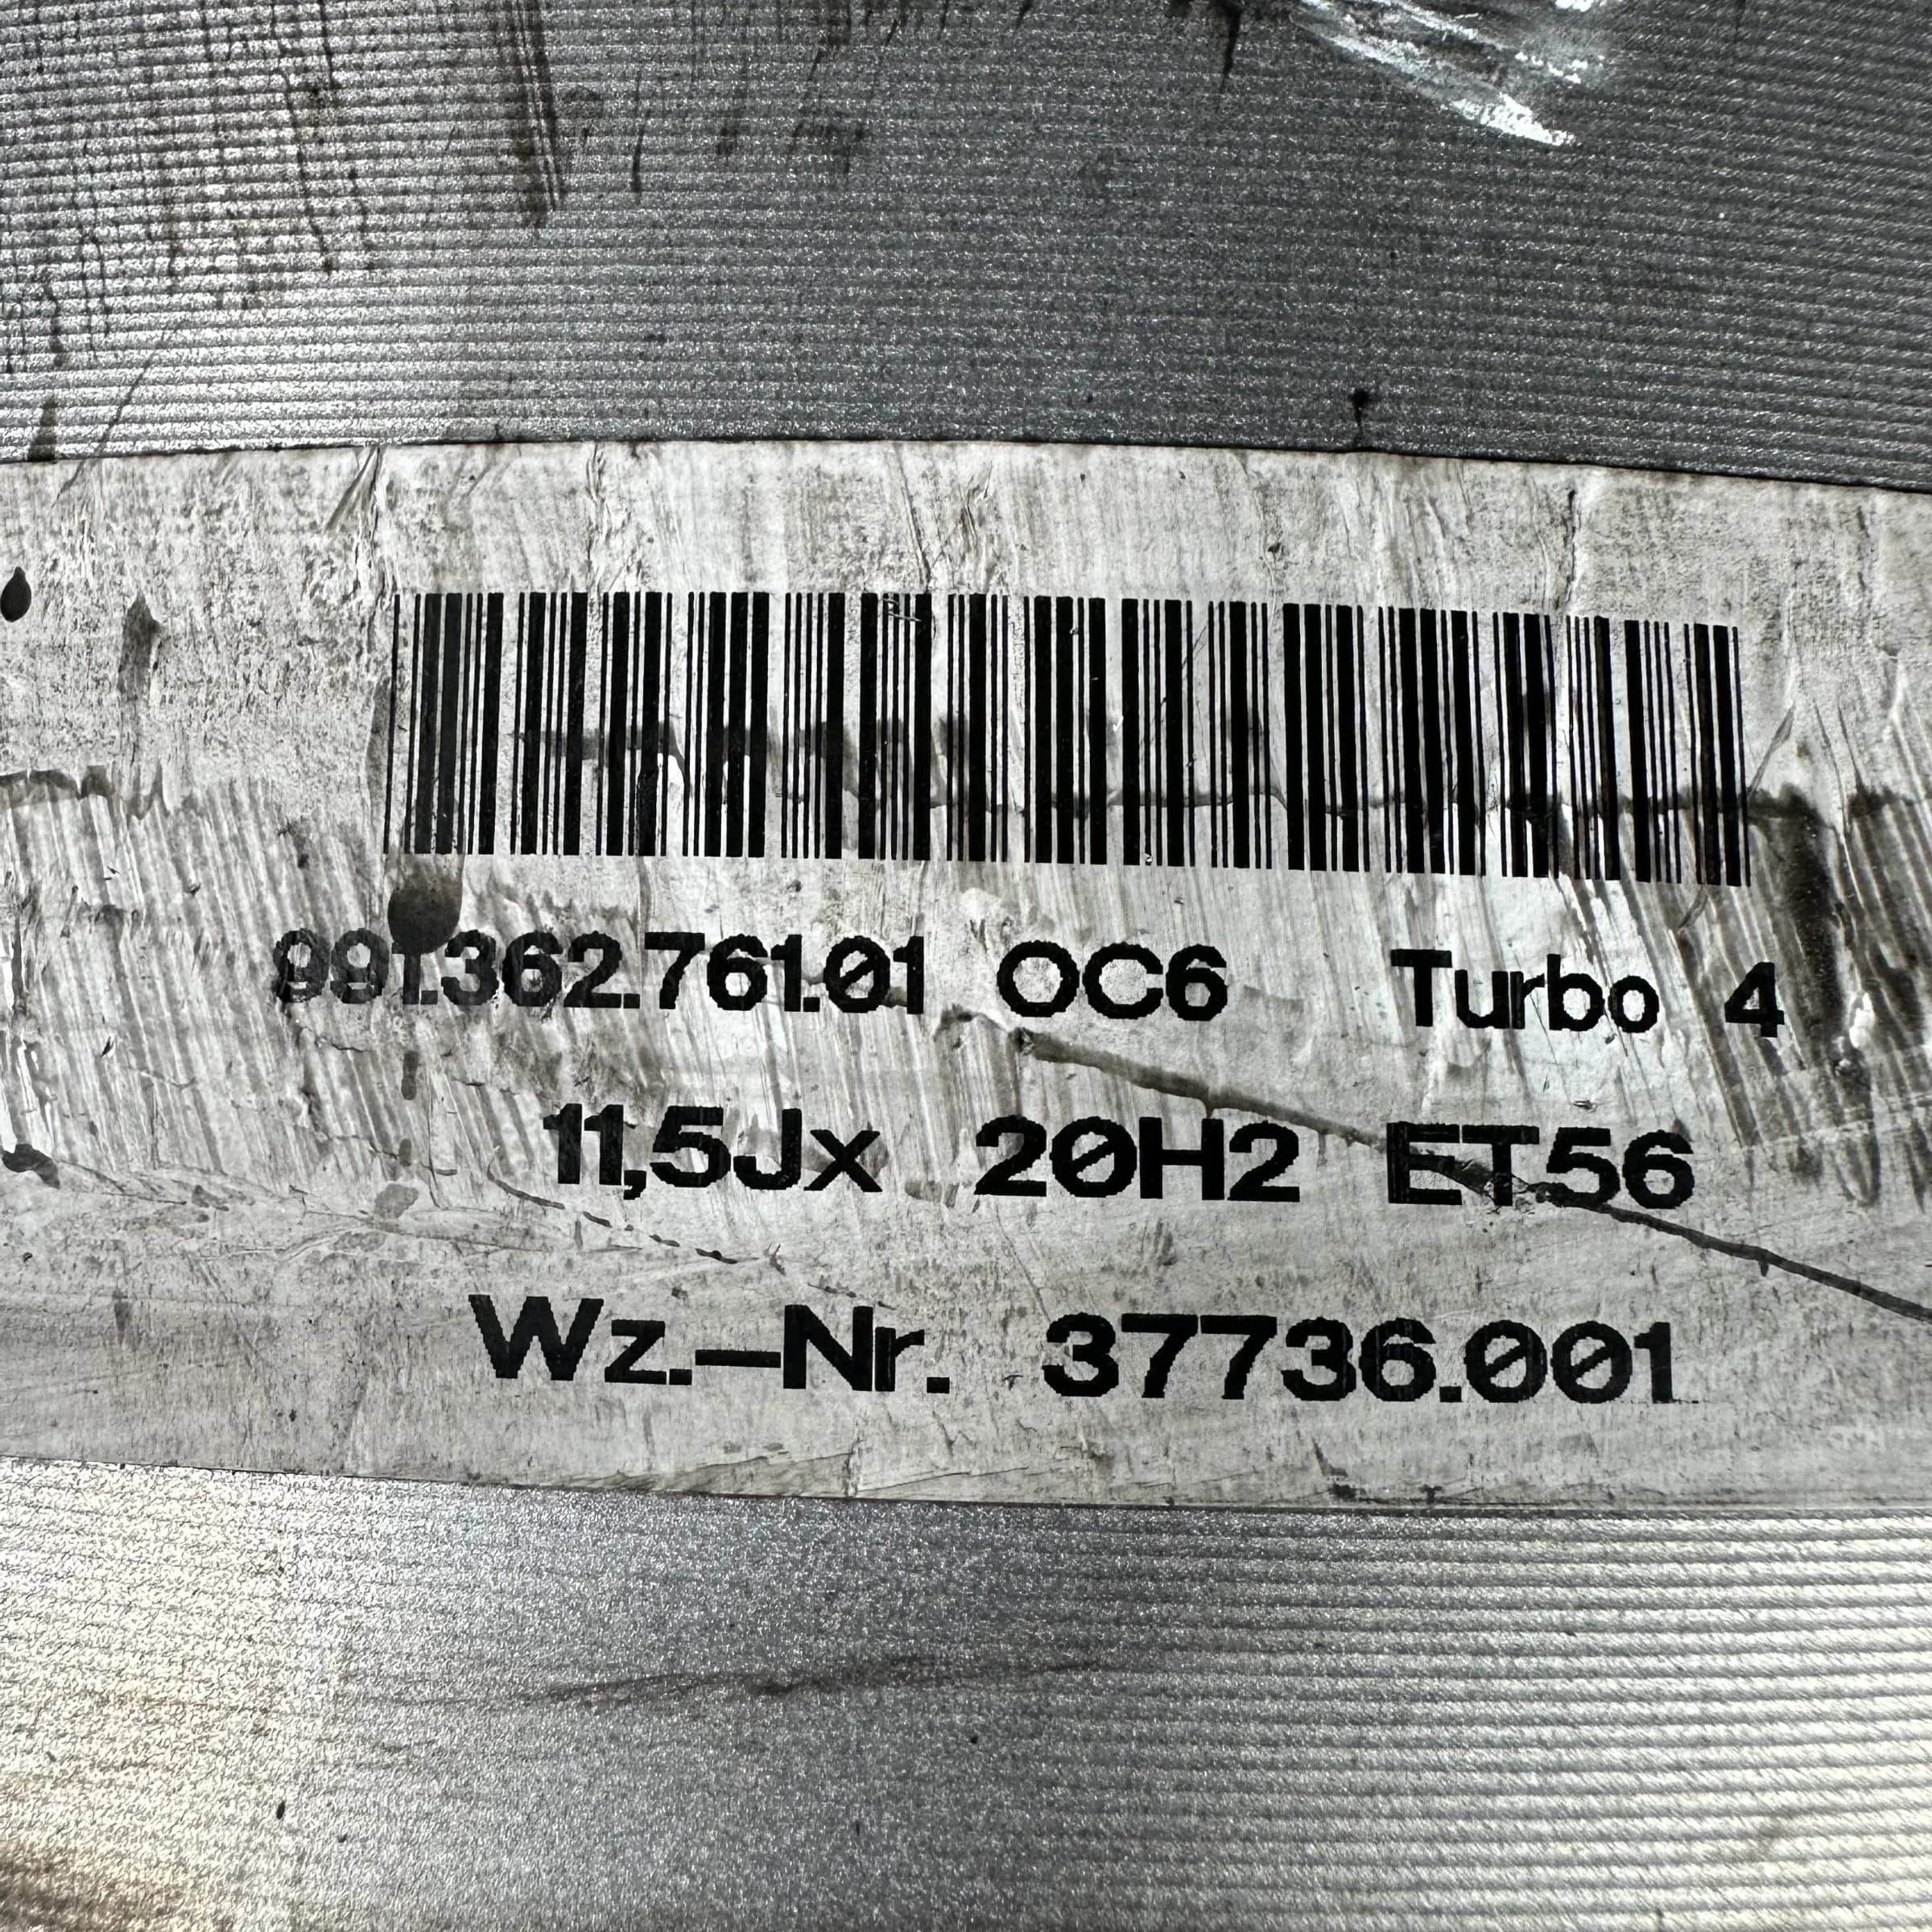 991.362.761.01 OC6 Turbo 4
11,5Jx 20H2 ET56
Wz.-Nr. 37736.001